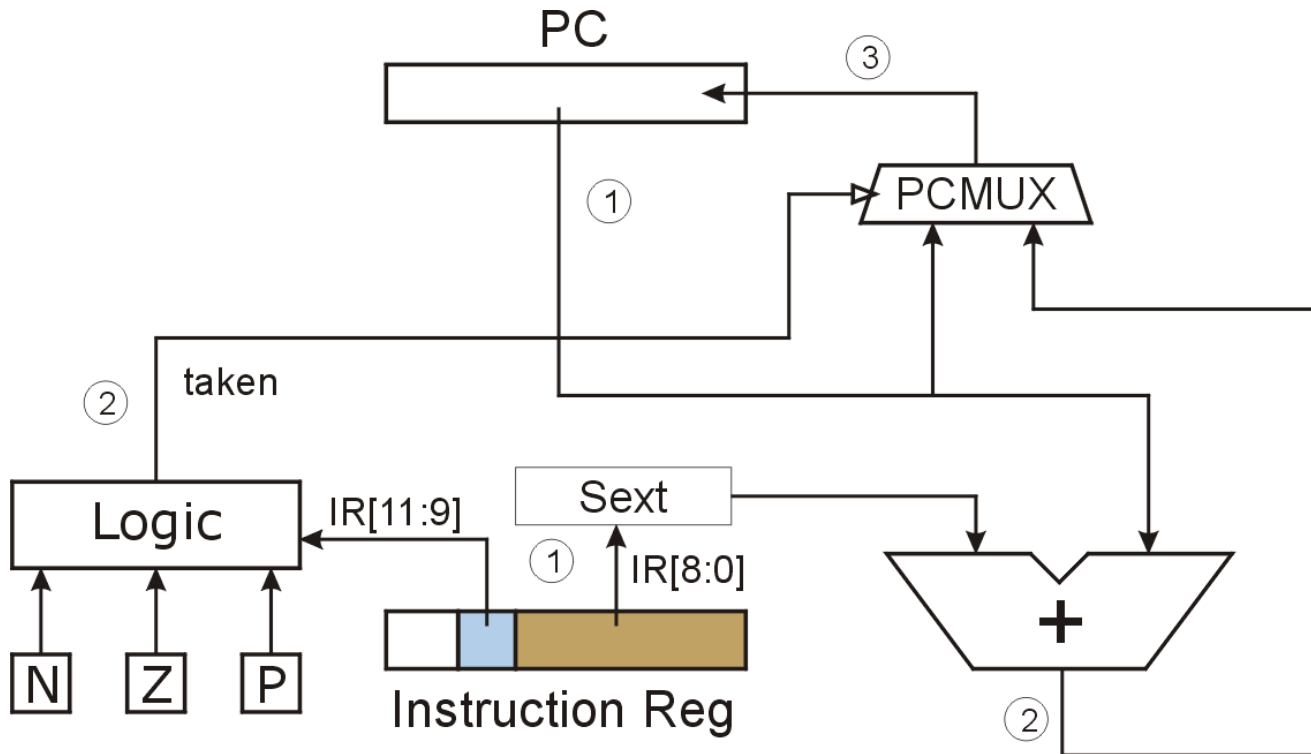 PC
3
1
PCMUX
taken
2
Logic
IR[11:9]
Sext
1
IR[8:0]
+
N
Z
P
Instruction Reg
2